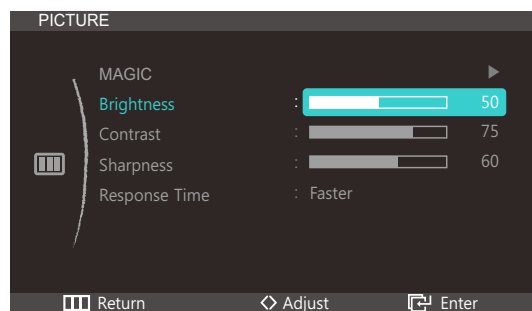 PICTURE
MAGIC
Brightness : 50
Contrast : 75
Sharpness : 60
Response Time : Faster
Return Adjust Enter